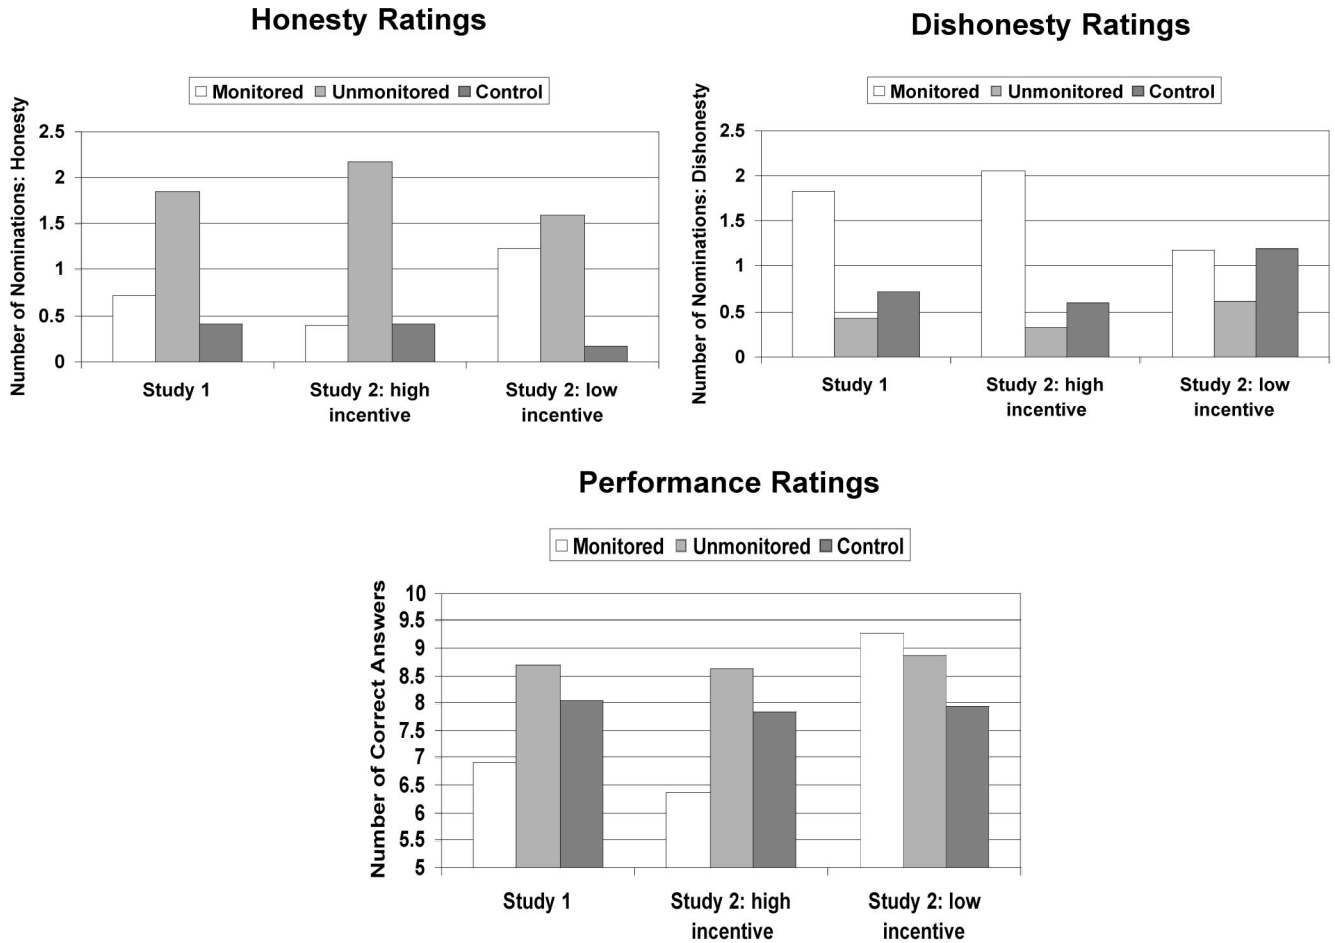 Honesty Ratings
Monitored Unmonitored Control
Number of Nominations: Honesty
2.5
2
1.5
1
0.5
0
Study 1
Study 2: high
incentive
Study 2: low
incentive
Dishonesty Ratings
Monitored Unmonitored Control
Number of Nominations: Dishonesty
2.5
2
1.5
1
0.5
0
Study 1
Study 2: high
incentive
Study 2: low
incentive
Performance Ratings
Monitored Unmonitored Control
Number of Correct Answers
10
9.5
9
8.5
8
7.5
7
6.5
6
5.5
5
Study 1
Study 2: high
incentive
Study 2: low
incentive